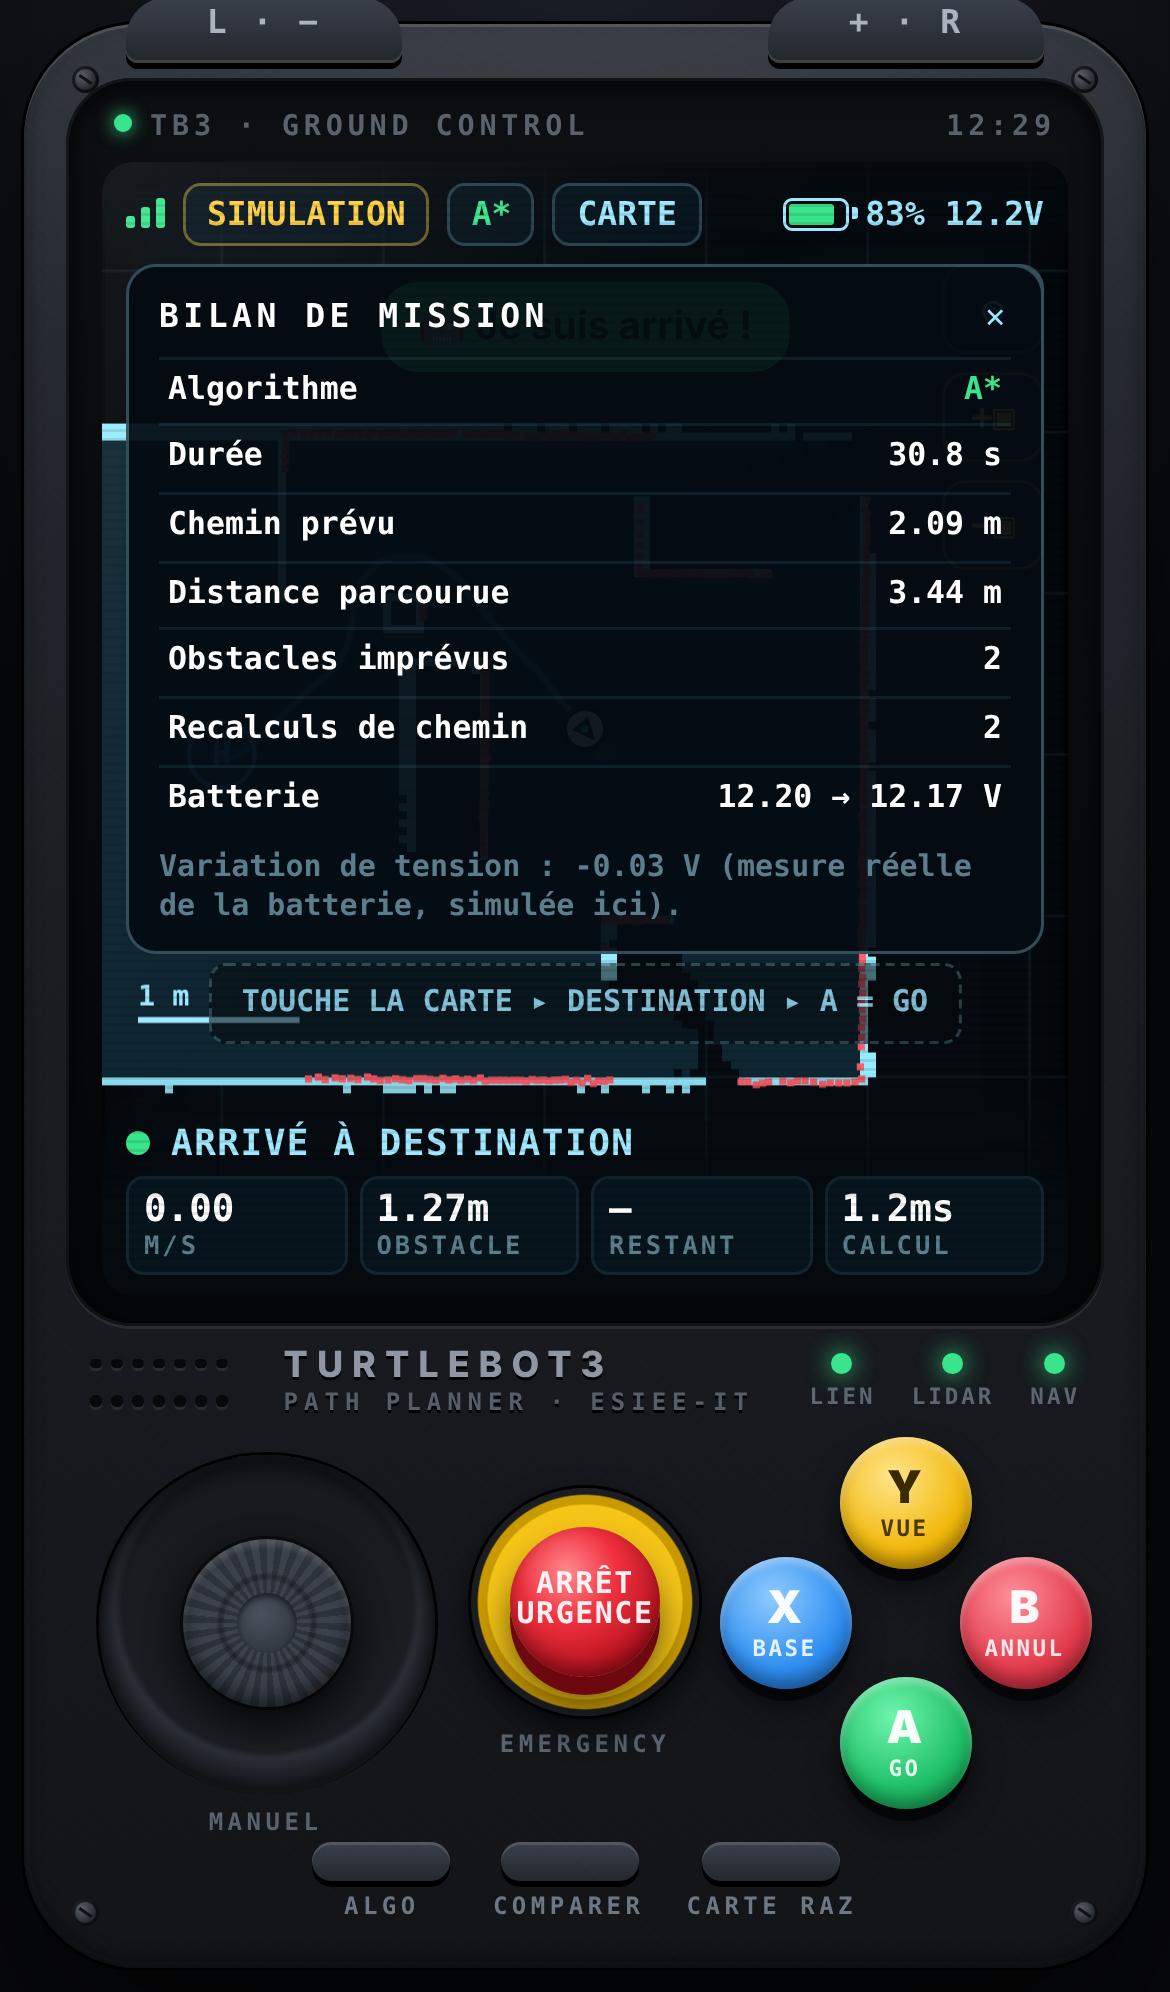 L · −
+ · R
TB3 · GROUND CONTROL
12:29
SIMULATION
A*
CARTE
83% 12.2V
suis arrivé !
BILAN DE MISSION
×
Algorithme A*
Durée 30.8 s
Chemin prévu 2.09 m
Distance parcourue 3.44 m
Obstacles imprévus 2
Recalculs de chemin 2
Batterie 12.20 → 12.17 V
Variation de tension : -0.03 V (mesure réelle
de la batterie, simulée ici).
1 m
TOUCHE LA CARTE ▸ DESTINATION ▸ A = GO
ARRIVÉ À DESTINATION
0.00
M/S
1.27m
OBSTACLE
—
RESTANT
1.2ms
CALCUL
TURTLEBOT3
PATH PLANNER · ESIEE-IT
LIEN
LIDAR
NAV
Y
VUE
X
BASE
B
ANNUL
A
GO
ARRÊT
URGENCE
EMERGENCY
MANUEL
ALGO
COMPARER
CARTE RAZ